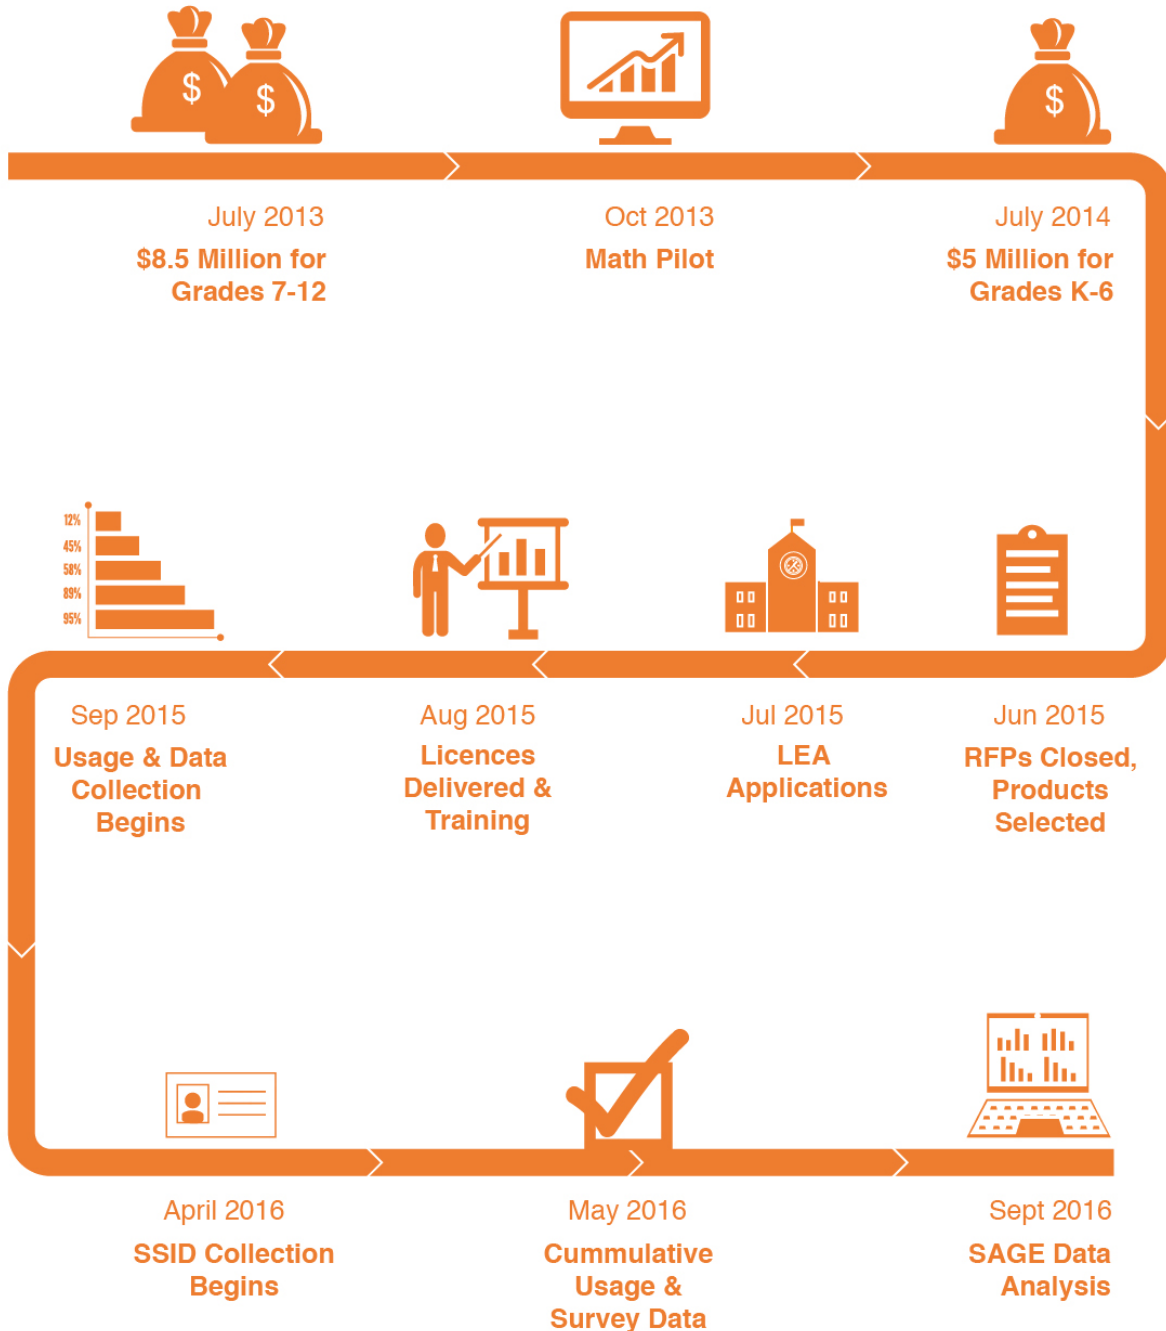 $ $ $
July 2013
$8.5 Million for
Grades 7-12
Oct 2013
Math Pilot
July 2014
$5 Million for
Grades K-6
12%
45%
58%
89%
95%
Jun 2015
RFPs Closed,
Products
Selected
Jul 2015
LEA
Applications
Aug 2015
Licences
Delivered &
Training
Sep 2015
Usage & Data
Collection
Begins
April 2016
SSID Collection
Begins
May 2016
Cummulative
Usage &
Survey Data
Sept 2016
SAGE Data
Analysis